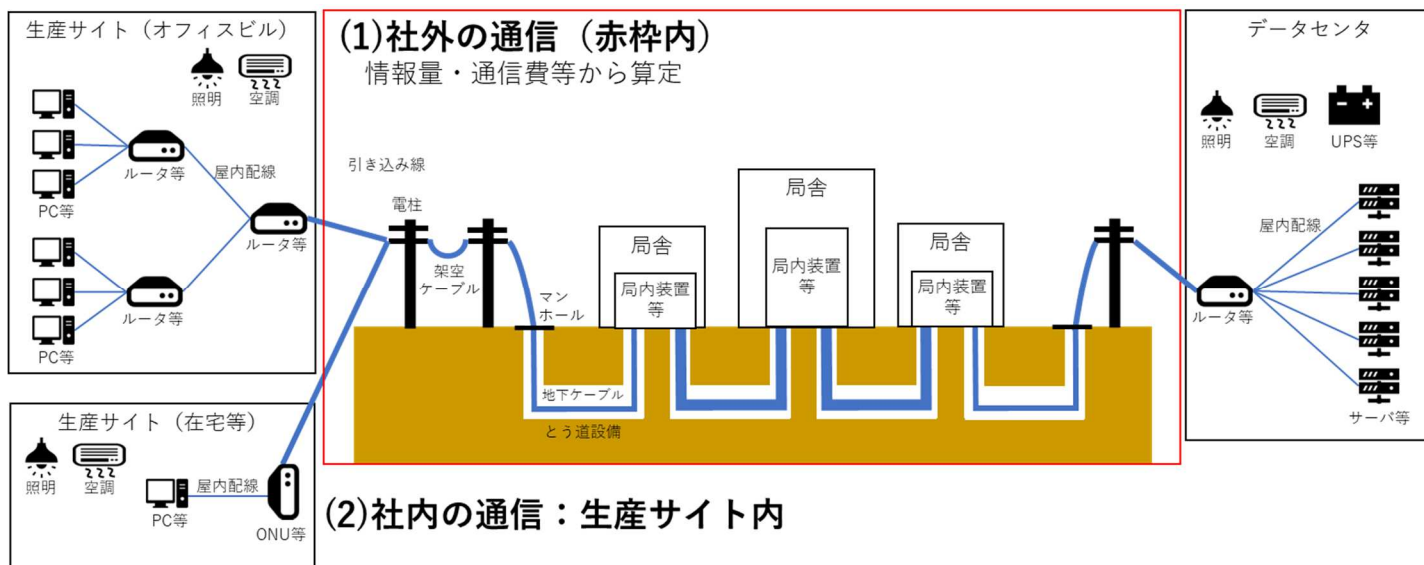 生産サイト（オフィスビル）
照明
空調
PC等
ルータ等
屋内配線
ルータ等
PC等
ルータ等
生産サイト（在宅等）
照明
空調
PC等
屋内配線
ONU等
(1)社外の通信（赤枠内）
情報量・通信費等から算定
引き込み線
電柱
架空
ケーブル
マン
ホール
局舎
局内装置
等
局舎
局内装置
等
局舎
局内装置
等
地下ケーブル
とう道設備
(2)社内の通信：生産サイト内
データセンタ
照明
空調
UPS等
屋内配線
ルータ等
サーバ等